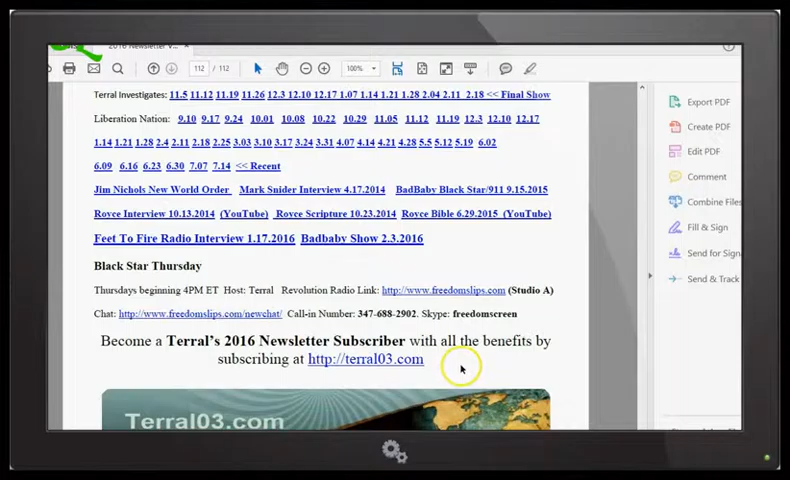 2016 Newsletter V...
112 / 112
100%
Terral Investigates: 11.5 11.12 11.19 11.26 12.3 12.10 12.17 1.07 1.14 1.21 1.28 2.04 2.11 2.18 << Final Show
Liberation Nation: 9.10 9.17 9.24 10.01 10.08 10.22 10.29 11.05 11.12 11.19 12.3 12.10 12.17
1.14 1.21 1.28 2.4 2.11 2.18 2.25 3.03 3.10 3.17 3.24 3.31 4.07 4.14 4.21 4.28 5.5 5.12 5.19 6.02
6.09 6.16 6.23 6.30 7.07 7.14 << Recent
Jim Nichols New World Order Mark Snider Interview 4.17.2014 BadBaby Black Star/911 9.15.2015
Royce Interview 10.13.2014 (YouTube) Royce Scripture 10.23.2014 Royce Bible 6.29.2015 (YouTube)
Feet To Fire Radio Interview 1.17.2016 Badbaby Show 2.3.2016
Black Star Thursday
Thursdays beginning 4PM ET Host: Terral Revolution Radio Link: http://www.freedomslips.com (Studio A)
Chat: http://www.freedomslips.com/newchat/ Call-in Number: 347-688-2902. Skype: freedomscreen
Become a Terral's 2016 Newsletter Subscriber with all the benefits by
subscribing at http://terral03.com
Terral03.com
Export PDF
Create PDF
Edit PDF
Comment
Combine Files
Fill & Sign
Send for Sign
Send & Track